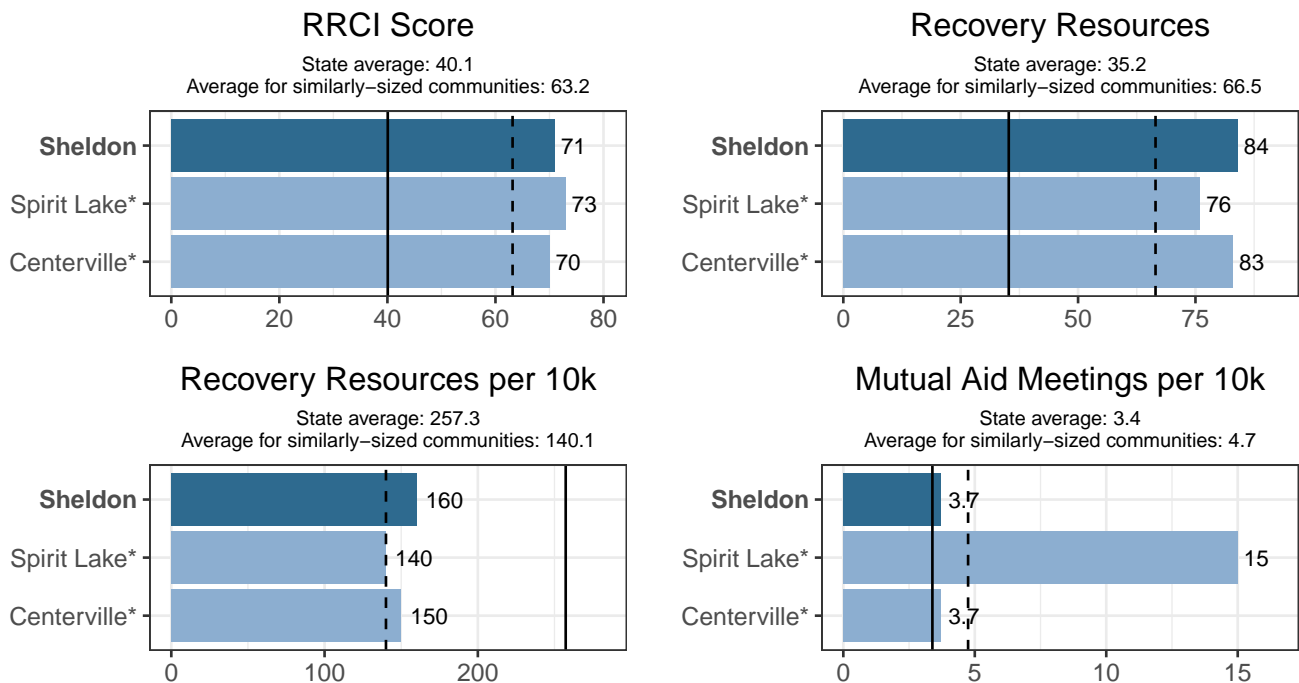 RRCI Score
State average: 40.1
Average for similarly−sized communities: 63.2
Sheldon
71
Spirit Lake*
73
Centerville*
70
0 20 40 60 80
Recovery Resources
State average: 35.2
Average for similarly−sized communities: 66.5
Sheldon
84
Spirit Lake*
76
Centerville*
83
0 25 50 75
Recovery Resources per 10k
State average: 257.3
Average for similarly−sized communities: 140.1
Sheldon
160
Spirit Lake*
140
Centerville*
150
0 100 200
Mutual Aid Meetings per 10k
State average: 3.4
Average for similarly−sized communities: 4.7
Sheldon
3.7
Spirit Lake*
15
Centerville*
3.7
0 5 10 15